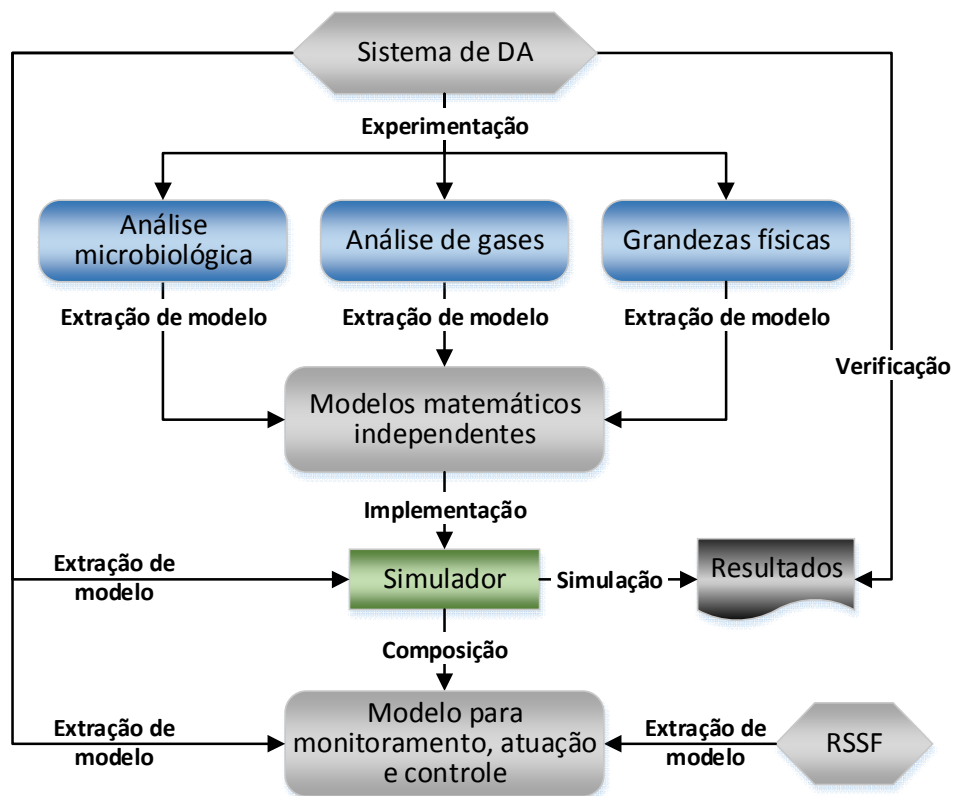 Sistema de DA
Experimentação
Análise
microbiológica
Análise de gases
Grandezas físicas
Extração de modelo
Extração de modelo
Extração de modelo
Verificação
Modelos matemáticos
independentes
Implementação
Extração de
modelo
Simulador
Simulação
Resultados
Composição
Extração de
modelo
Modelo para
monitoramento, atuação
e controle
Extração de
modelo
RSSF